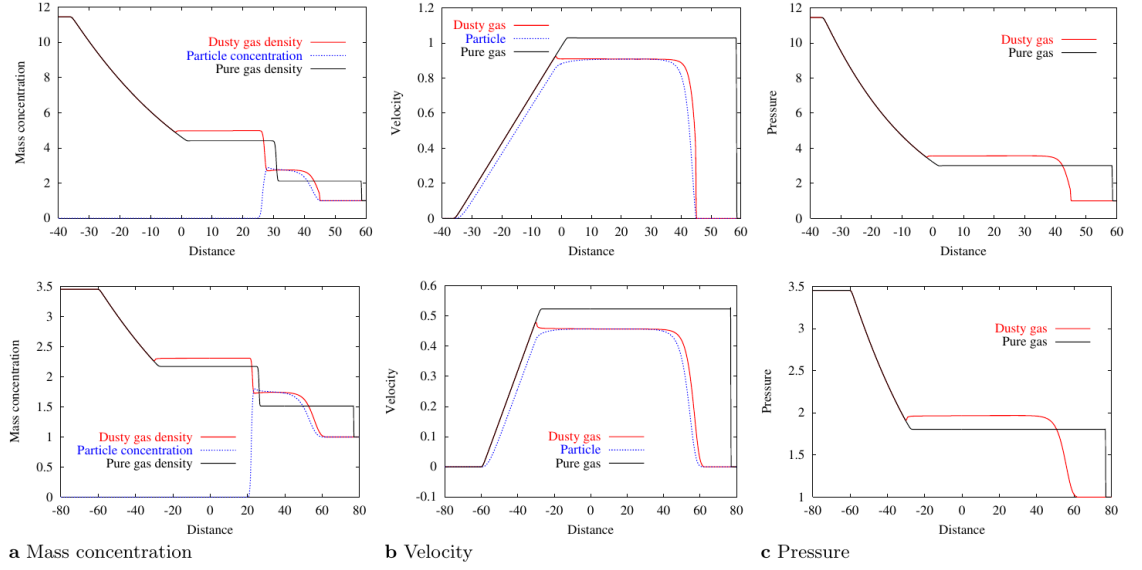 12
10
8
6
4
2
0
Mass concentration
Dusty gas density
Particle concentration
Pure gas density
-40 -30 -20 -10 0 10 20 30 40 50 60
Distance
1.2
1
0.8
0.6
0.4
0.2
0
Velocity
Dusty gas
Particle
Pure gas
-40 -30 -20 -10 0 10 20 30 40 50 60
Distance
12
10
8
6
4
2
0
Pressure
Dusty gas
Pure gas
-40 -30 -20 -10 0 10 20 30 40 50 60
Distance
3.5
3
2.5
2
1.5
1
0.5
0
Mass concentration
Dusty gas density
Particle concentration
Pure gas density
-80 -60 -40 -20 0 20 40 60 80
Distance
0.6
0.5
0.4
0.3
0.2
0.1
0
-0.1
Velocity
Dusty gas
Particle
Pure gas
-80 -60 -40 -20 0 20 40 60 80
Distance
3.5
3
2.5
2
1.5
1
Pressure
Dusty gas
Pure gas
-80 -60 -40 -20 0 20 40 60 80
Distance
a Mass concentration
b Velocity
c Pressure